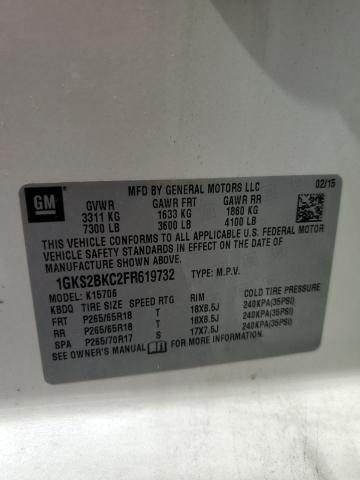 GM
MFD BY GENERAL MOTORS LLC
02/15
GVWR GAWR FRT GAWR RR
3311 KG 1633 KG 1860 KG
7300 LB 3600 LB 4100 LB
THIS VEHICLE CONFORMS TO ALL APPLICABLE U.S. FEDERAL MOTOR
VEHICLE SAFETY STANDARDS IN EFFECT ON THE DATE OF
MANUFACTURE SHOWN ABOVE.
1GKS2BKC2FR619732 TYPE: M.P.V.
MODEL: K15706
KBDQ TIRE SIZE SPEED RTG RIM COLD TIRE PRESSURE
FRT P265/65R18 T 18X8.5J 240KPA(35PSI)
RR P265/65R18 T 18X8.5J 240KPA(35PSI)
SPA P265/70R17 S 17X7.5J 240KPA(35PSI)
SEE OWNER'S MANUAL FOR MORE INFORMATION.